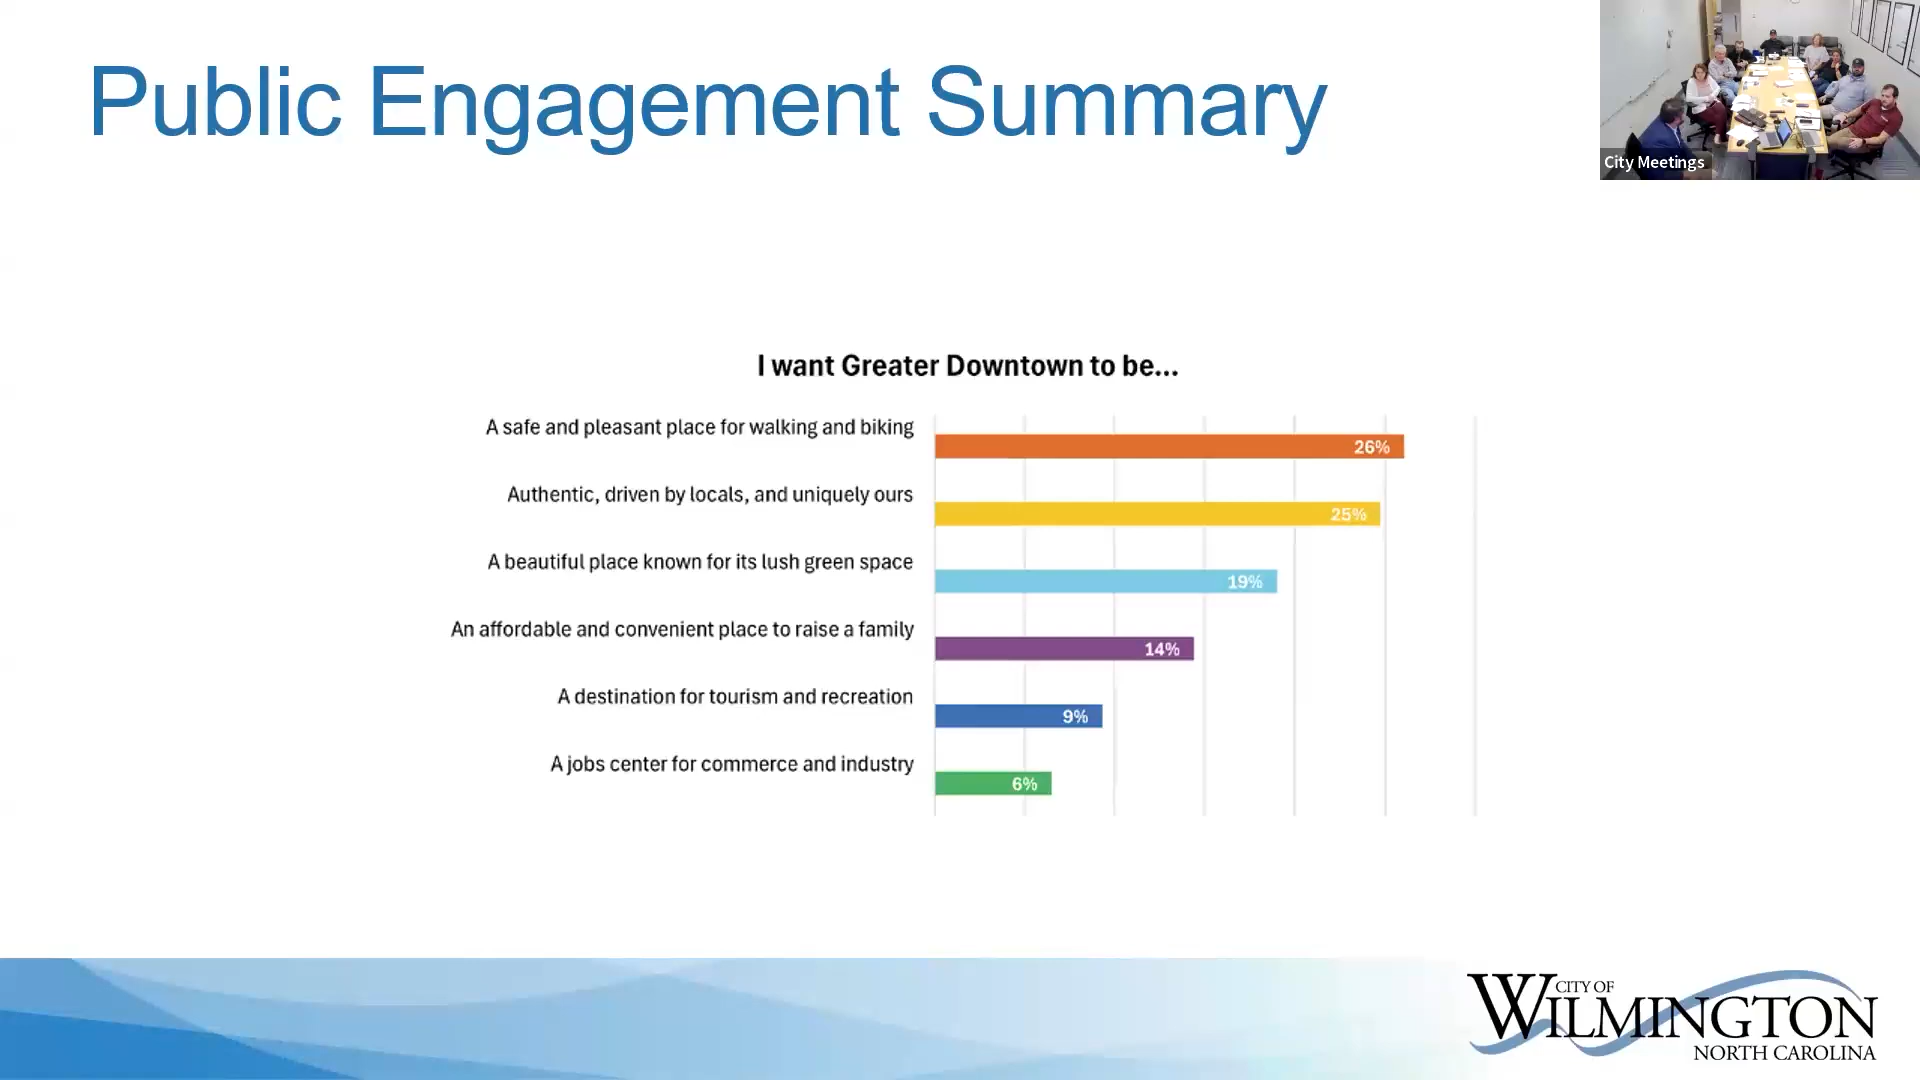 Public Engagement Summary
City Meetings
I want Greater Downtown to be...
A safe and pleasant place for walking and biking
26%
Authentic, driven by locals, and uniquely ours
25%
A beautiful place known for its lush green space
19%
An affordable and convenient place to raise a family
14%
A destination for tourism and recreation
9%
A jobs center for commerce and industry
6%
CITY OF
WILMINGTON
NORTH CAROLINA